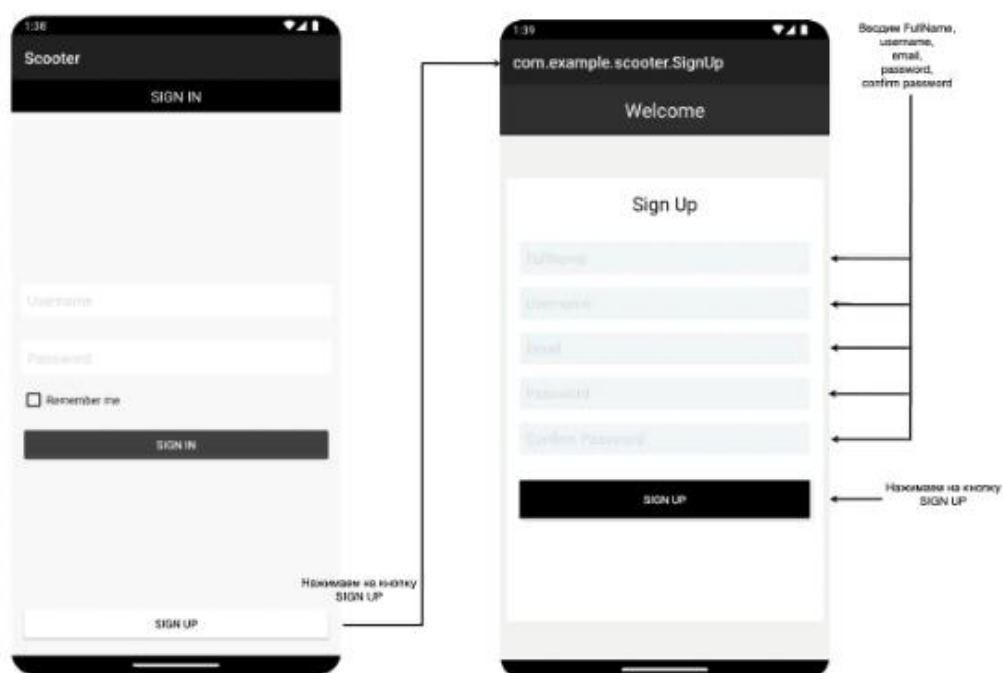 1:38
Scooter
SIGN IN
Username
Password
Remember me
SIGN IN
SIGN UP
Нажимаем на кнопку
SIGN UP
1:39
com.example.scooter.SignUp
Welcome
Sign Up
FullName
Username
Email
Password
Confirm Password
SIGN UP
Вводим FullName,
username,
email,
password,
confirm password
Нажимаем на кнопку
SIGN UP